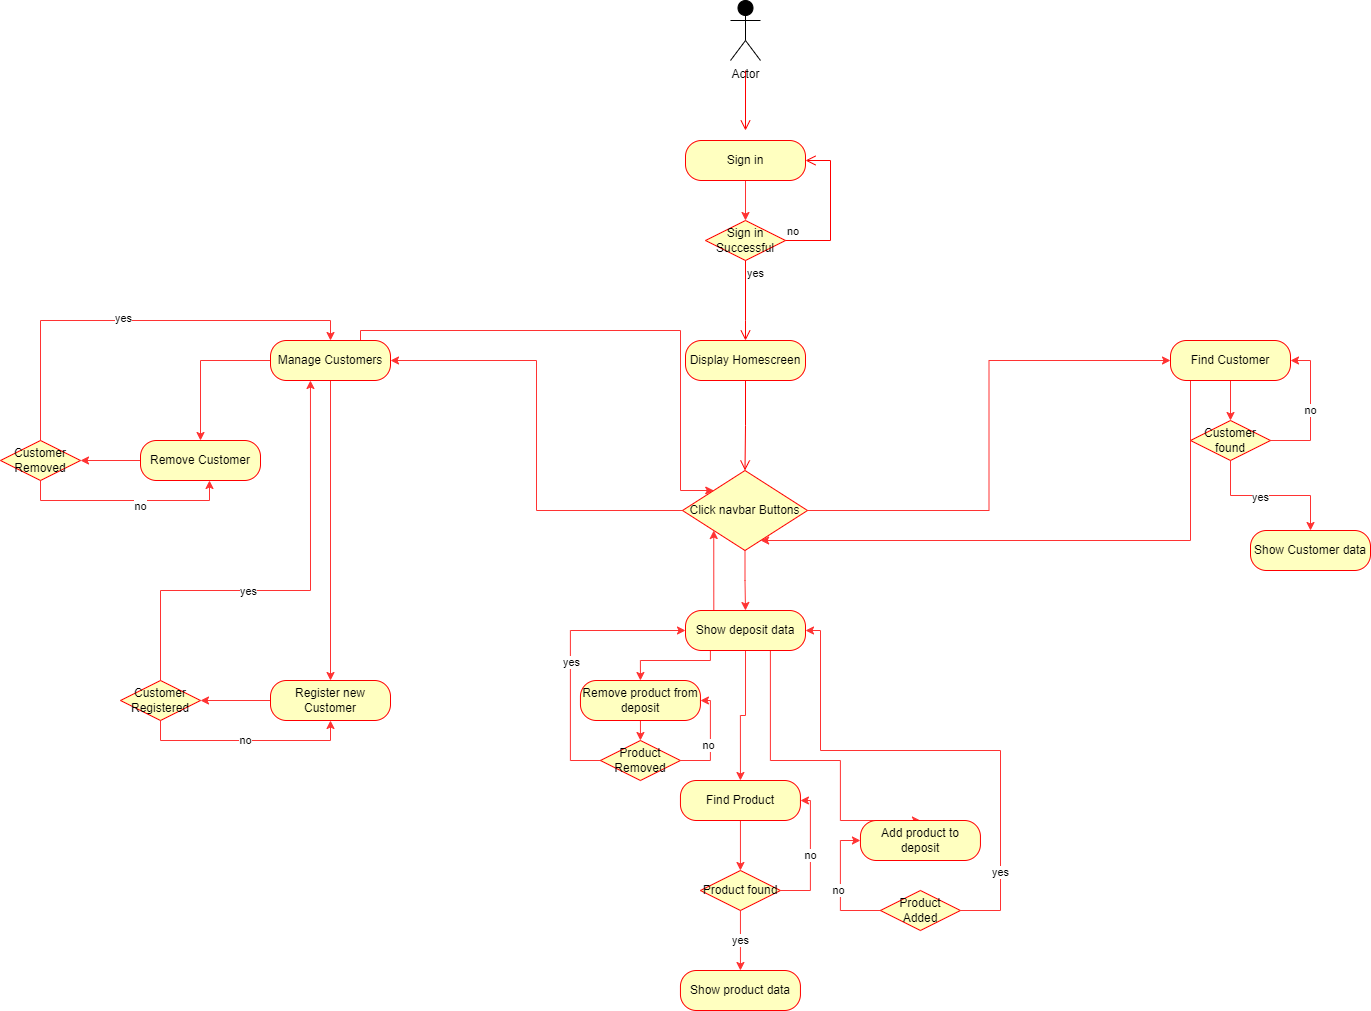 Actor
Sign in
Sign in
Successful
no
yes
yes
Manage Customers
Display Homescreen
Find Customer
no
Customer
Removed
Remove Customer
Customer
found
no
yes
Click navbar Buttons
Show Customer data
yes
Show deposit data
yes
Customer
Registered
Register new
Customer
Remove product from
deposit
no
no
Product
Removed
Find Product
Add product to
deposit
no
yes
Product found
no
Product
Added
yes
Show product data